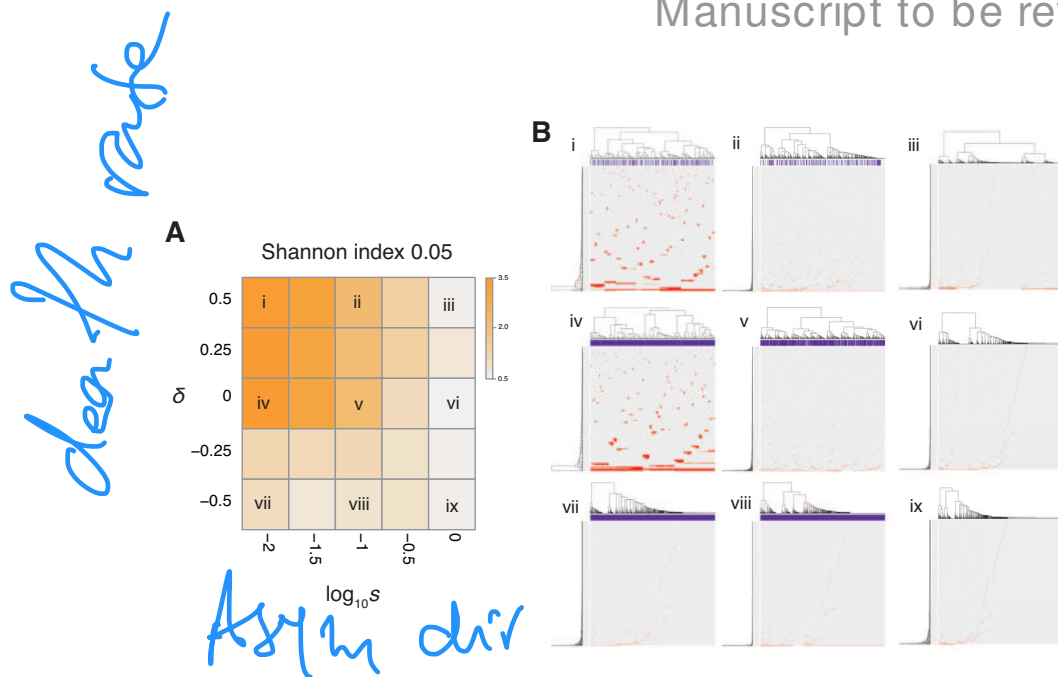 Manuscript to be re
death rate
A
Shannon index 0.05
0.5
0.25
0
−0.25
−0.5
δ
i
ii
iii
iv
v
vi
vii
viii
ix
3.5
2.0
0.5
−2
−1.5
−1
−0.5
0
log₁₀s
Asym dir
B
i
ii
iii
iv
v
vi
vii
viii
ix